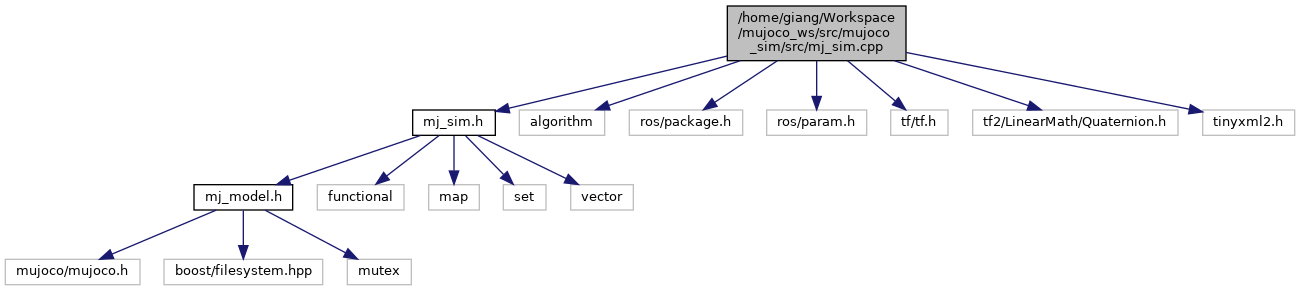 /home/giang/Workspace
/mujoco_ws/src/mujoco
_sim/src/mj_sim.cpp
mj_sim.h
algorithm
ros/package.h
ros/param.h
tf/tf.h
tf2/LinearMath/Quaternion.h
tinyxml2.h
mj_model.h
functional
map
set
vector
mujoco/mujoco.h
boost/filesystem.hpp
mutex